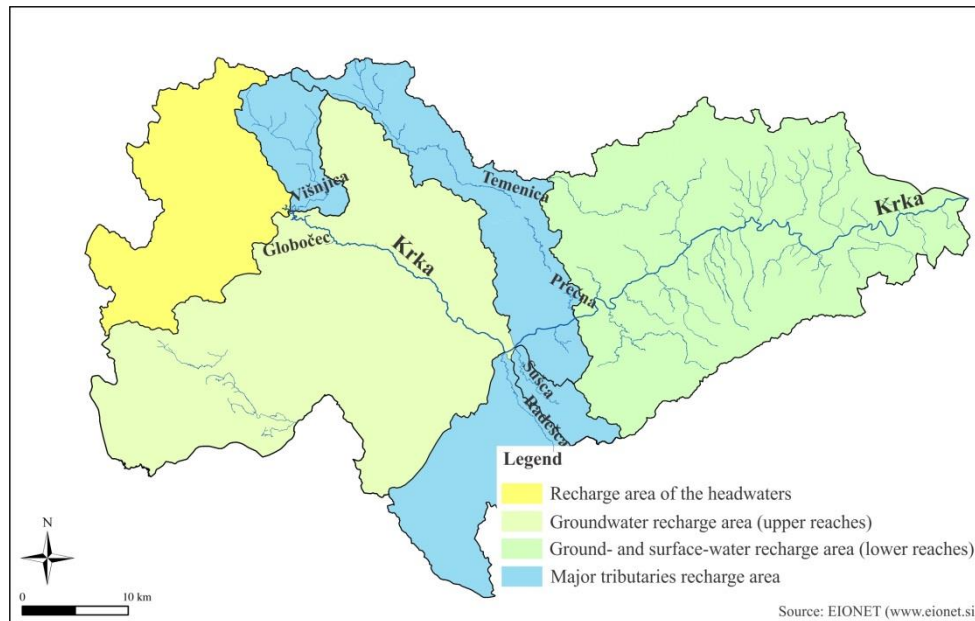 Višnjica
Temenica
Krka
Globočec
Krka
Prečna
Sušca
Radešca
Legend
Recharge area of the headwaters
Groundwater recharge area (upper reaches)
Ground- and surface-water recharge area (lower reaches)
Major tributaries recharge area
N
0
10 km
Source: EIONET (www.eionet.si